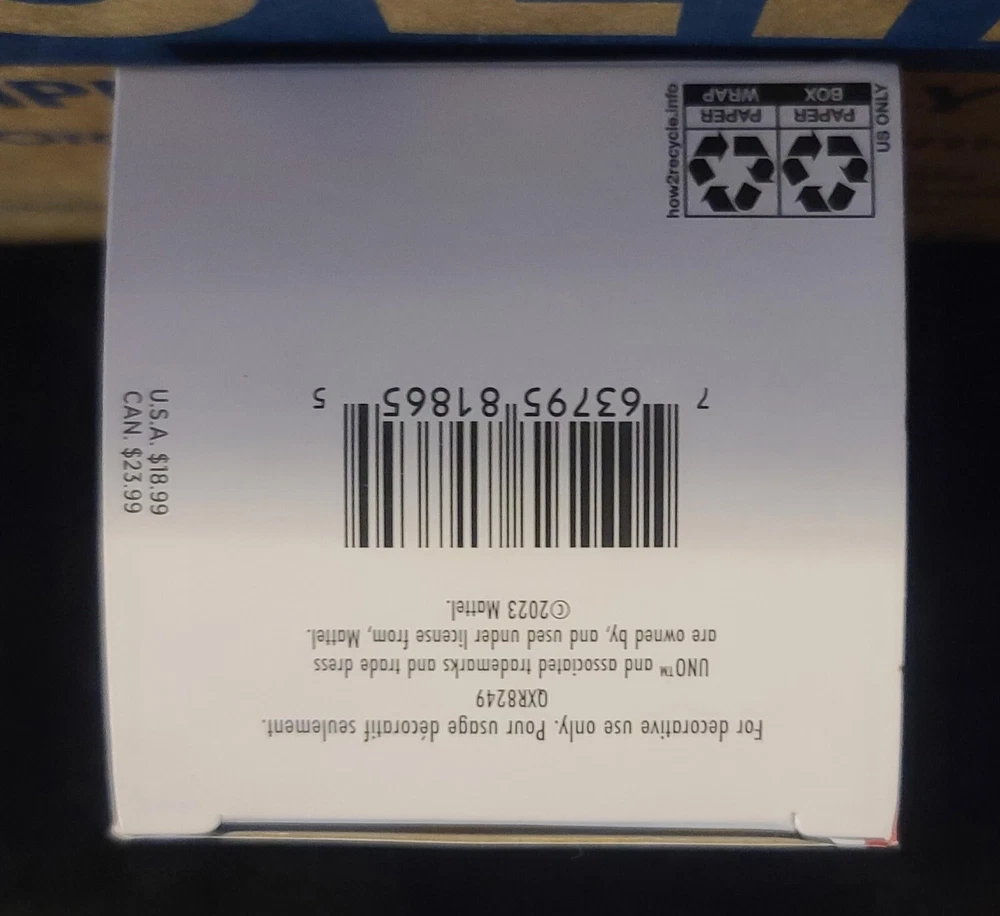 For decorative use only. Pour usage décoratif seulement.
QXR8249
UNO™ and associated trademarks and trade dress
are owned by, and used under license from, Mattel.
©2023 Mattel.
7 63795 81865 5
U.S.A. $18.99
CAN. $23.99
how2recycle.info
PAPER
BOX
PAPER
WRAP
US ONLY